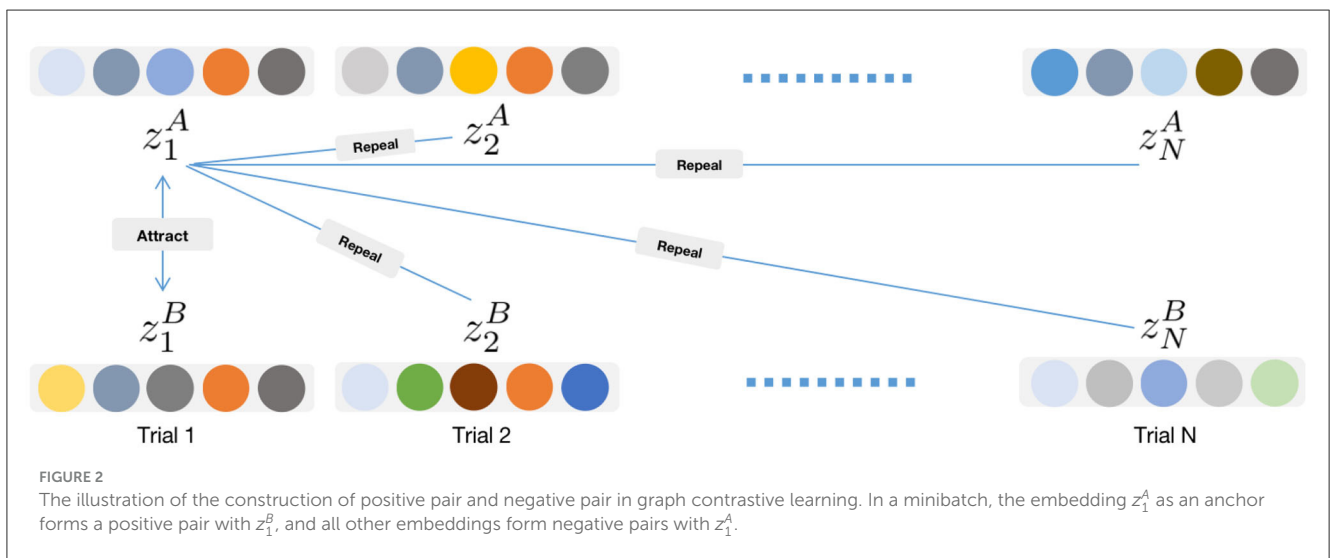 z_1^A
z_2^A
z_N^A
Repeal
Repeal
Attract
Repeal
Repeal
z_1^B
z_2^B
z_N^B
Trial 1
Trial 2
Trial N
FIGURE 2
The illustration of the construction of positive pair and negative pair in graph contrastive learning. In a minibatch, the embedding z_1^A as an anchor
forms a positive pair with z_1^B, and all other embeddings form negative pairs with z_1^A.